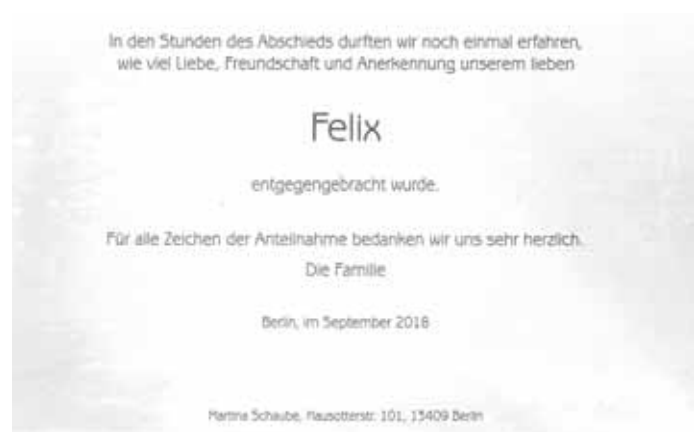 In den Stunden des Abschieds durften wir noch einmal erfahren,
wie viel Liebe, Freundschaft und Anerkennung unserem lieben
Felix
entgegengebracht wurde.
Für alle Zeichen der Anteilnahme bedanken wir uns sehr herzlich.
Die Familie
Berlin, im September 2018
Martina Schaube, Hausotterstr. 101, 13409 Berlin